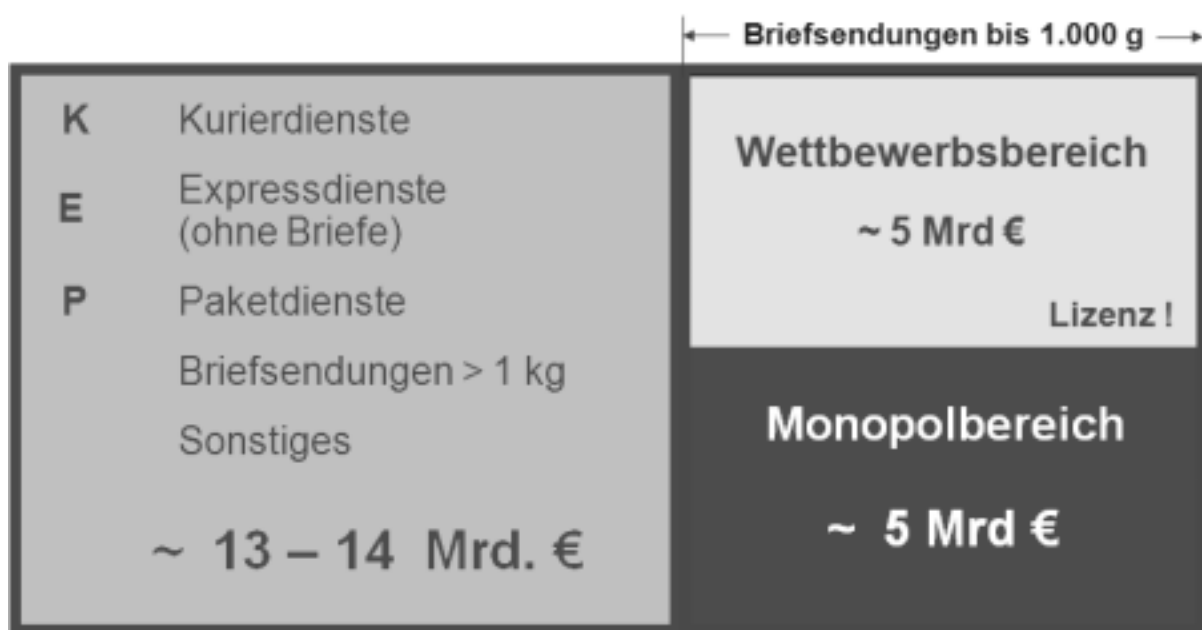 Briefsendungen bis 1.000 g
K Kurierdienste
E Expressdienste
(ohne Briefe)
P Paketdienste
Briefsendungen > 1 kg
Sonstiges
~ 13 – 14 Mrd. €
Wettbewerbsbereich
~ 5 Mrd €
Lizenz !
Monopolbereich
~ 5 Mrd €